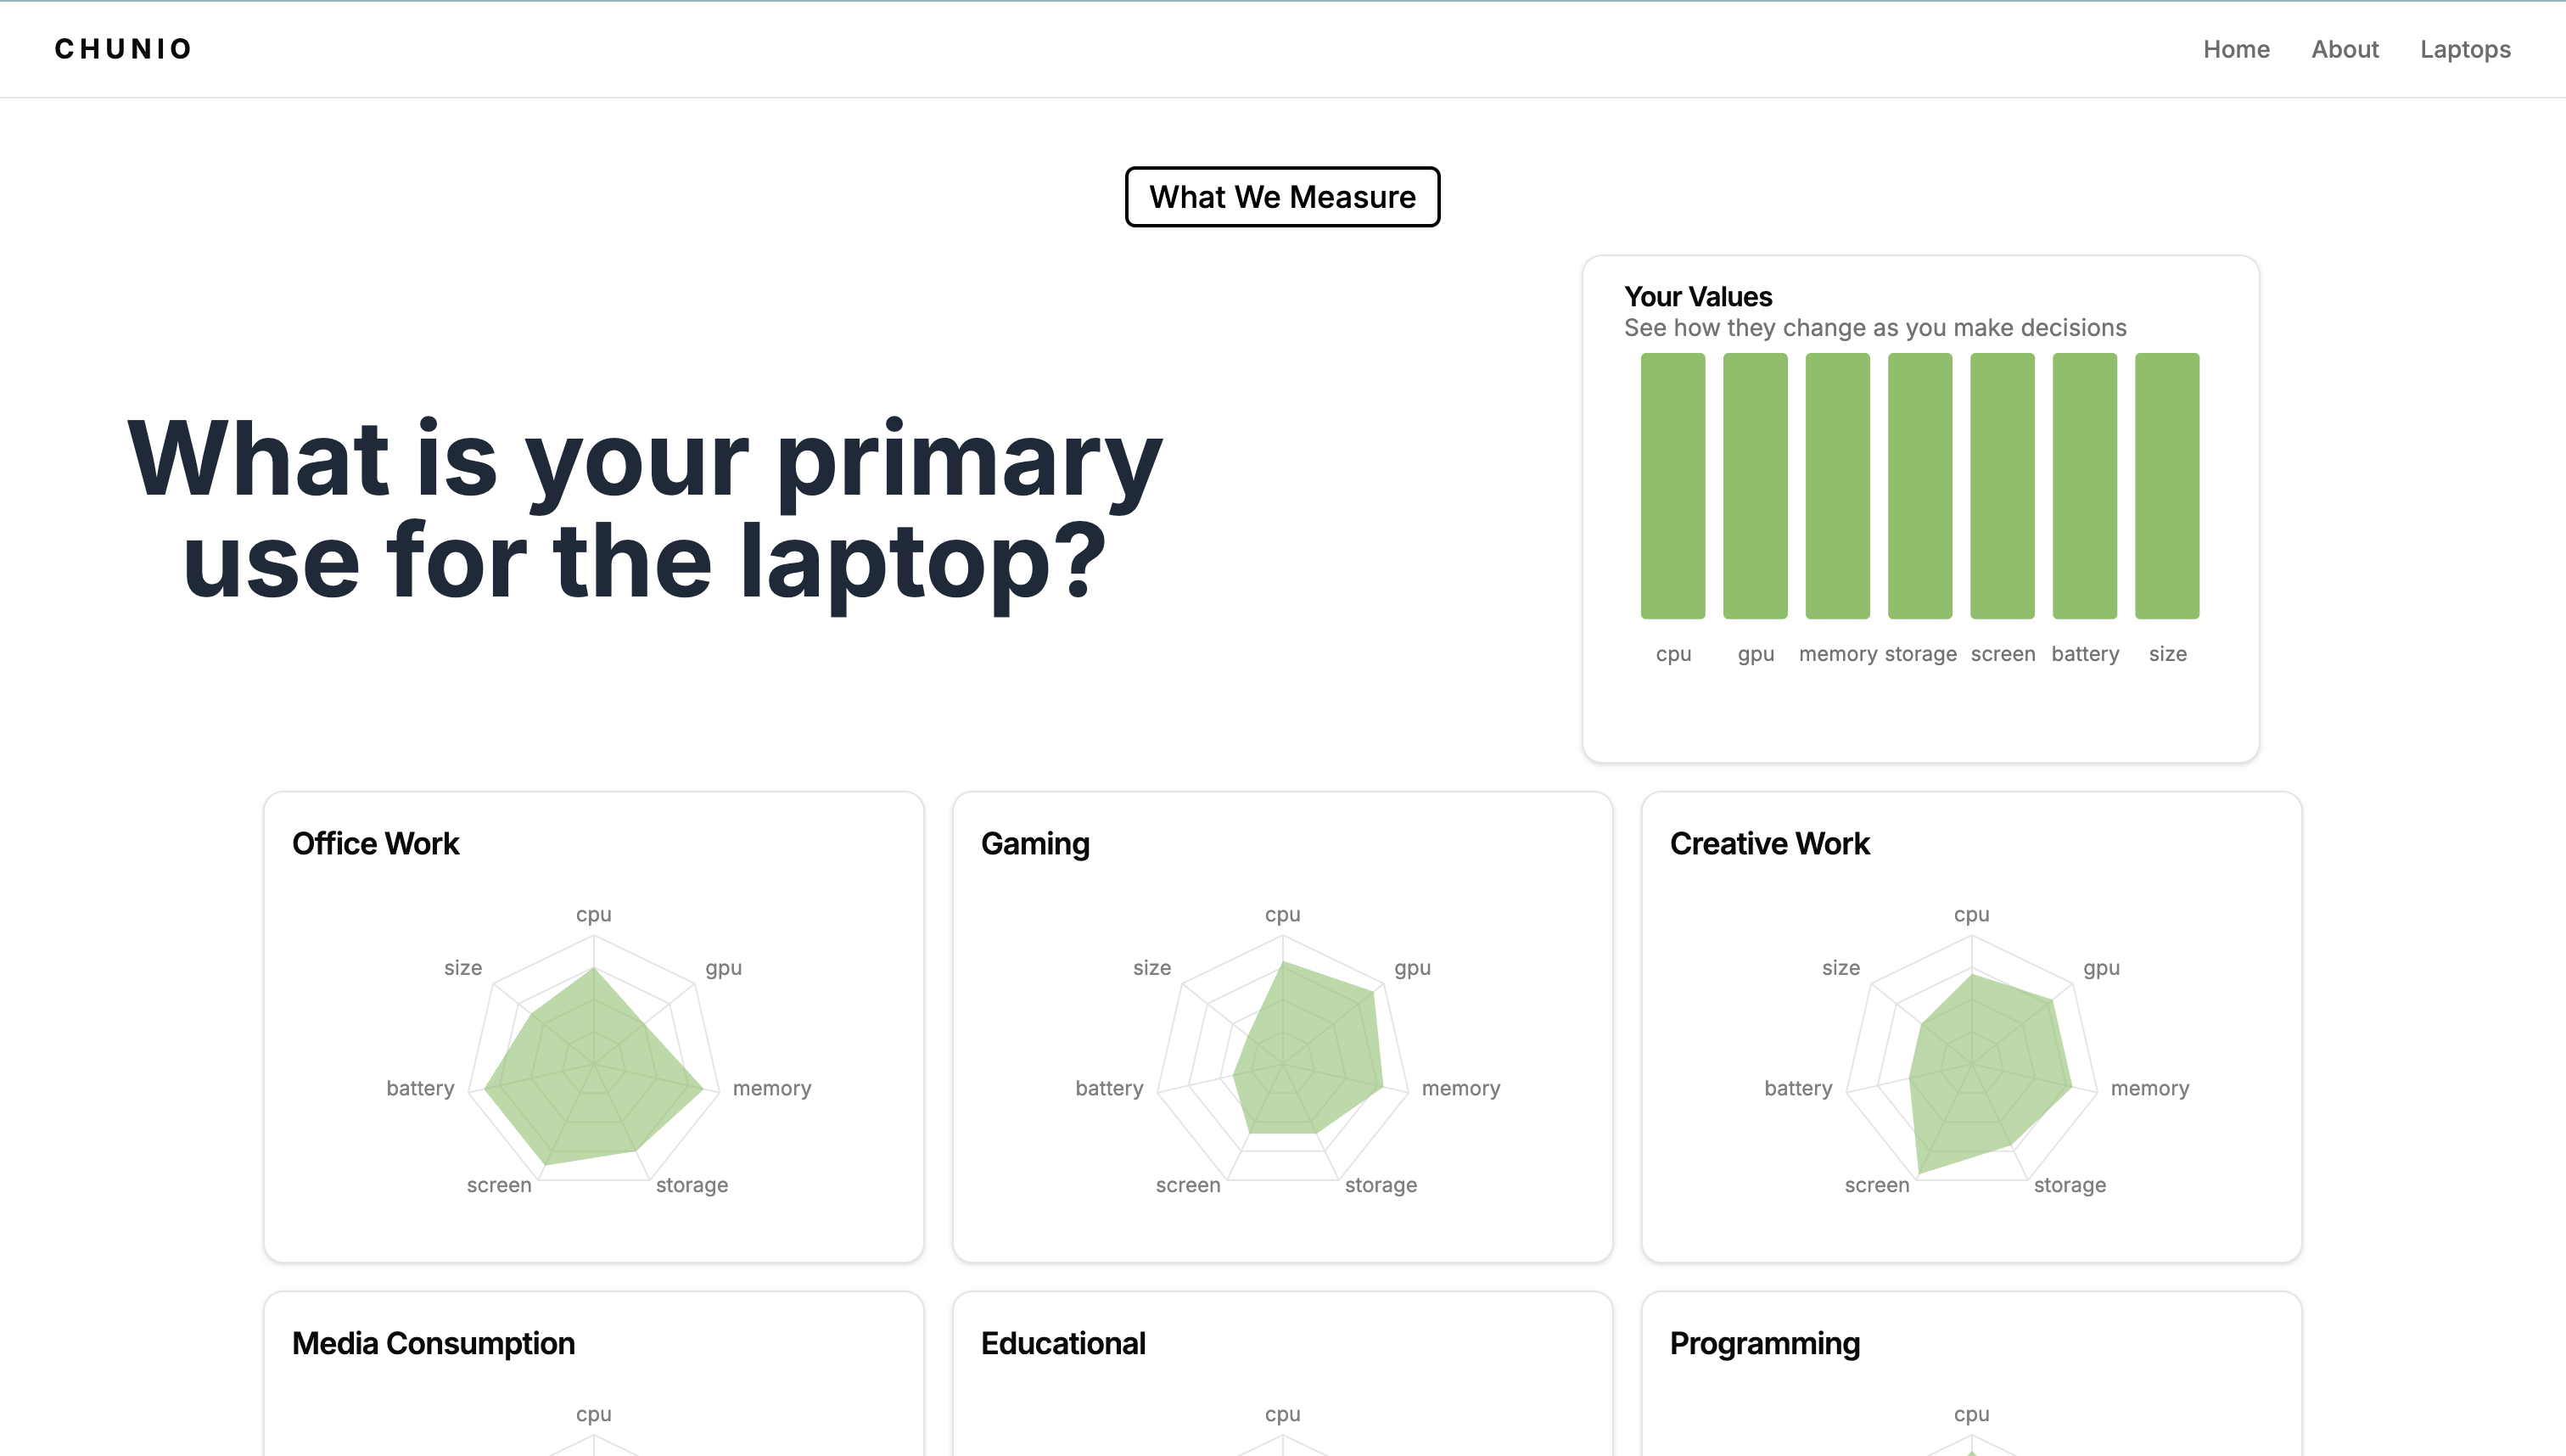 CHUNIO
Home About Laptops
What We Measure
Your Values
See how they change as you make decisions
cpu gpu memory storage screen battery size
What is your primary
use for the laptop?
Office Work
cpu
gpu
memory
storage
screen
battery
size
Gaming
cpu
gpu
memory
storage
screen
battery
size
Creative Work
cpu
gpu
memory
storage
screen
battery
size
Media Consumption
cpu
Educational
cpu
Programming
cpu